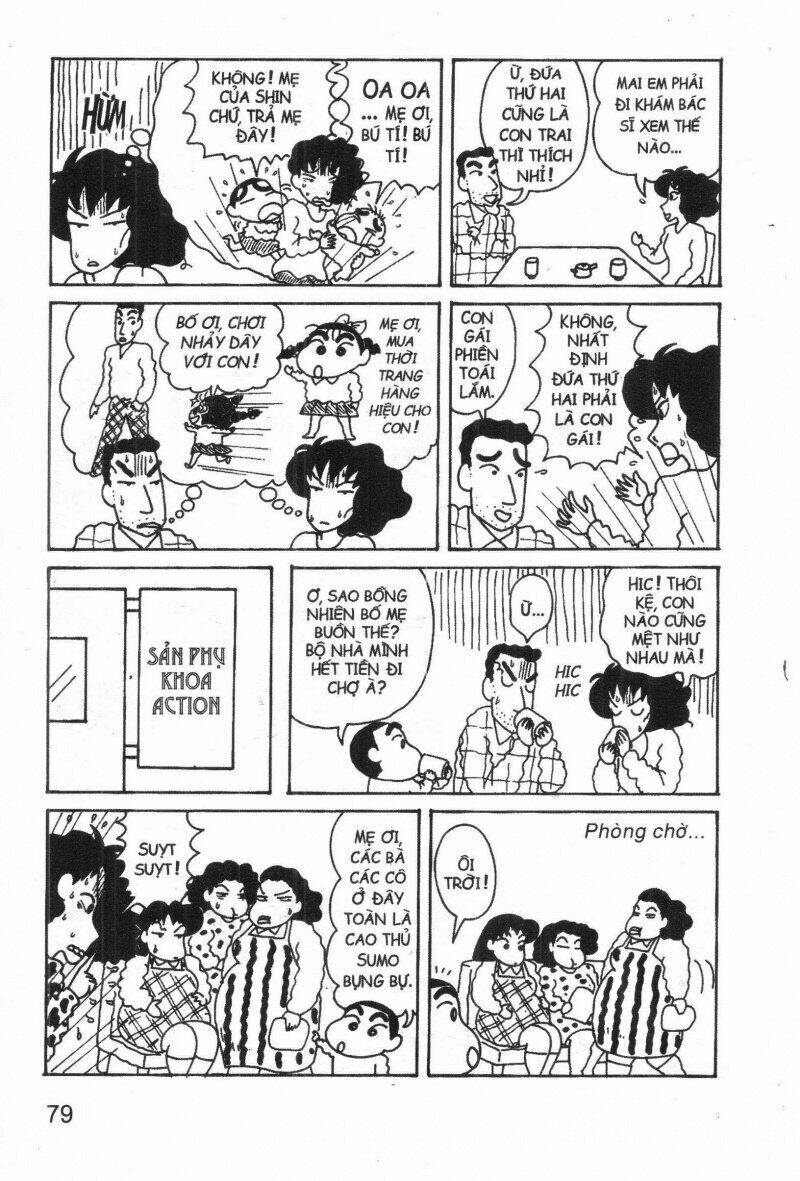 MAI EM PHẢI
ĐI KHÁM BÁC
SĨ XEM THẾ
NÀO...
Ừ, ĐỨA
THỨ HAI
CŨNG LÀ
CON TRAI
THÌ THÍCH
NHỈ!
OA OA
... MẸ ƠI,
BÚ TÍ! BÚ
TÍ!
KHÔNG! MẸ
CỦA SHIN
CHỨ, TRẢ MẸ
ĐÂY!
HỪM
KHÔNG,
NHẤT
ĐỊNH
ĐỨA THỨ
HAI PHẢI
LÀ CON
GÁI!
CON
GÁI
PHIỀN
TOÁI
LẮM.
MẸ ƠI,
MUA
THỜI
TRANG
HÀNG
HIỆU CHO
CON!
BỐ ƠI, CHƠI
NHẢY DÂY
VỚI CON!
HIC! THÔI
KỆ, CON
NÀO CŨNG
MỆT NHƯ
NHAU MÀ!
Ừ...
HIC
HIC
Ơ, SAO BỖNG
NHIÊN BỐ MẸ
BUỒN THẾ?
BỘ NHÀ MÌNH
HẾT TIỀN ĐI
CHỢ À?
SẢN PHỤ
KHOA
ACTION
Phòng chờ...
ÔI
TRỜI!
MẸ ƠI,
CÁC BÀ
CÁC CÔ
Ở ĐÂY
TOÀN LÀ
CAO THỦ
SUMO
BỤNG BỰ.
SUỴT
SUỴT!
79